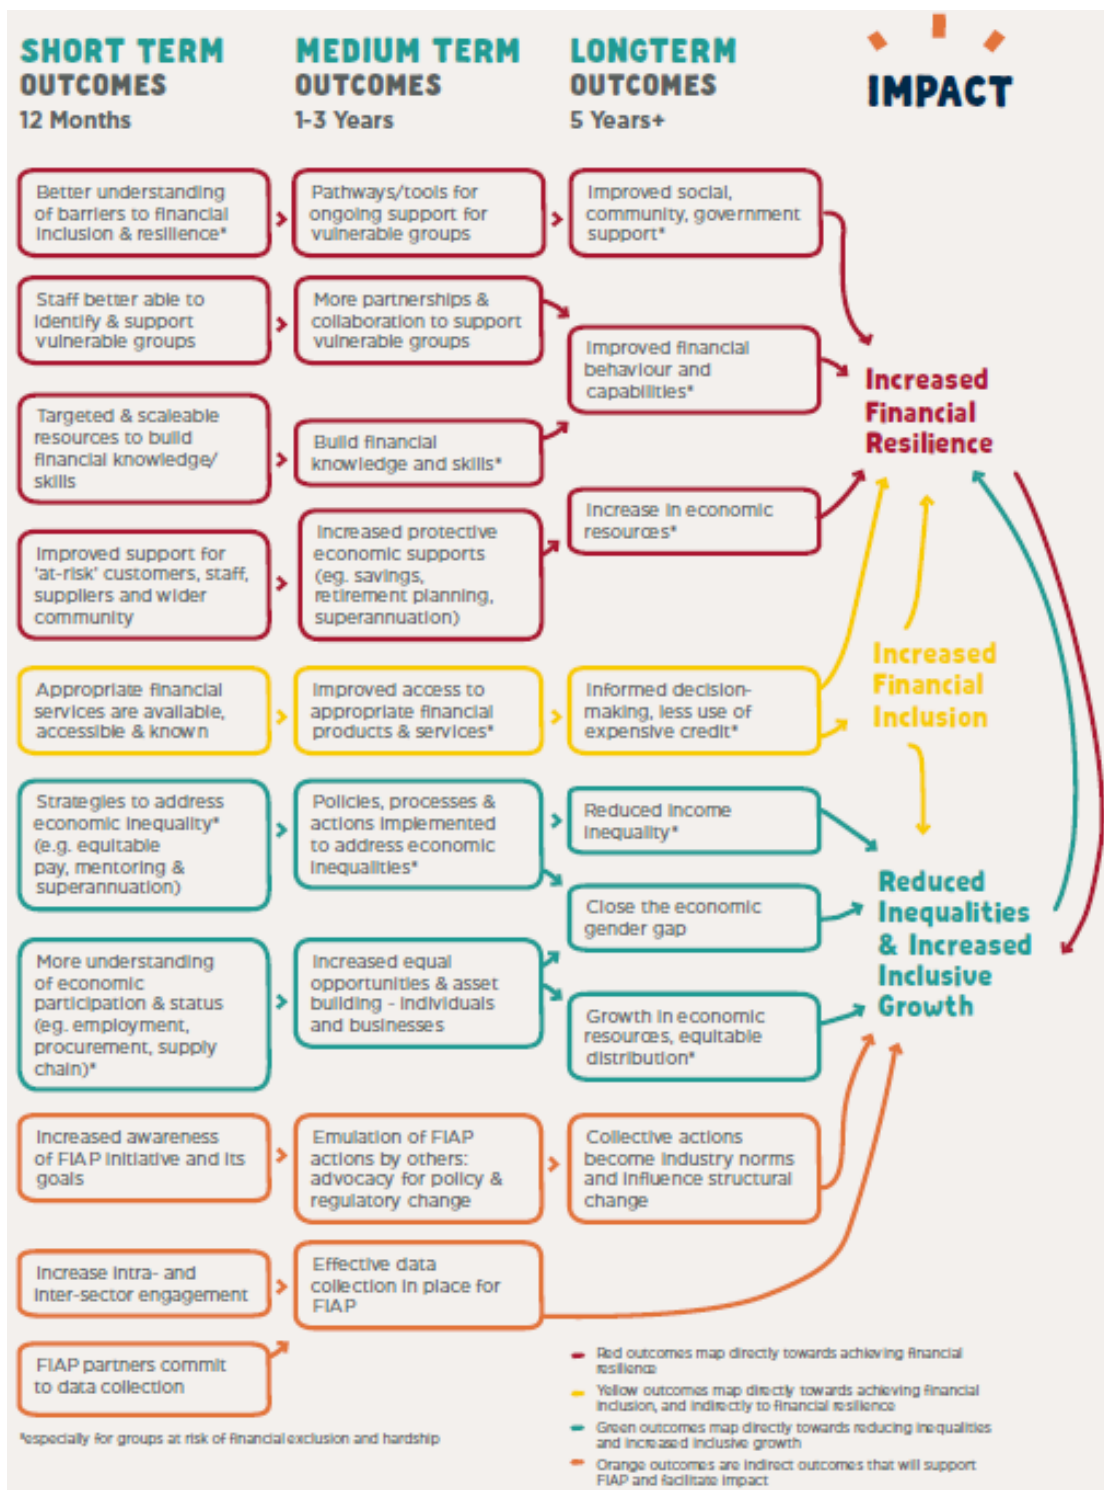 SHORT TERM
OUTCOMES
12 Months
MEDIUM TERM
OUTCOMES
1-3 Years
LONGTERM
OUTCOMES
5 Years+
IMPACT
Better understanding
of barriers to financial
inclusion & resilience*
Pathways/tools for
ongoing support for
vulnerable groups
Improved social,
community, government
support*
Staff better able to
identify & support
vulnerable groups
More partnerships &
collaboration to support
vulnerable groups
Improved financial
behaviour and
capabilities*
Increased
Financial
Resilience
Targeted & scaleable
resources to build
financial knowledge/
skills
Build financial
knowledge and skills*
Increase in economic
resources*
Improved support for
'at-risk' customers, staff,
suppliers and wider
community
Increased protective
economic supports
(eg. savings,
retirement planning,
superannuation)
Increased
Financial
Inclusion
Appropriate financial
services are available,
accessible & known
Improved access to
appropriate financial
products & services*
Informed decision-
making, less use of
expensive credit*
Strategies to address
economic inequality*
(e.g. equitable
pay, mentoring &
superannuation)
Policies, processes &
actions implemented
to address economic
inequalities*
Reduced income
inequality*
Close the economic
gender gap
Reduced
Inequalities
& Increased
Inclusive
Growth
More understanding
of economic
participation & status
(eg. employment,
procurement, supply
chain)*
Increased equal
opportunities & asset
building - individuals
and businesses
Growth in economic
resources, equitable
distribution*
Increased awareness
of FIAP initiative and its
goals
Emulation of FIAP
actions by others:
advocacy for policy &
regulatory change
Collective actions
become industry norms
and influence structural
change
Increase intra- and
inter-sector engagement
Effective data
collection in place for
FIAP
FIAP partners commit
to data collection
*especially for groups at risk of financial exclusion and hardship
Red outcomes map directly towards achieving financial
resilience
Yellow outcomes map directly towards achieving financial
inclusion, and indirectly to financial resilience
Green outcomes map directly towards reducing inequalities
and increased inclusive growth
Orange outcomes are indirect outcomes that will support
FIAP and facilitate impact